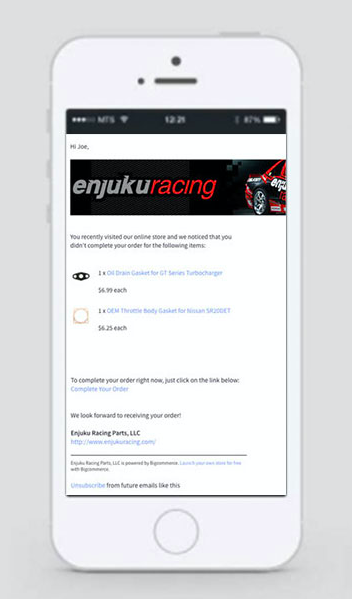 MTS 12:21 87%
Hi Joe,
enjukuracing
enjuku
You recently visited our online store and we noticed that you
didn't complete your order for the following items:
1 x Oil Drain Gasket for GT Series Turbocharger
$6.99 each
1 x OEM Throttle Body Gasket for Nissan SR20DET
$6.25 each
To complete your order right now, just click on the link below:
Complete Your Order
We look forward to receiving your order!
Enjuku Racing Parts, LLC
http://www.enjukuracing.com/
Enjuku Racing Parts, LLC is powered by Bigcommerce. Launch your own store for free
with Bigcommerce.
Unsubscribe from future emails like this